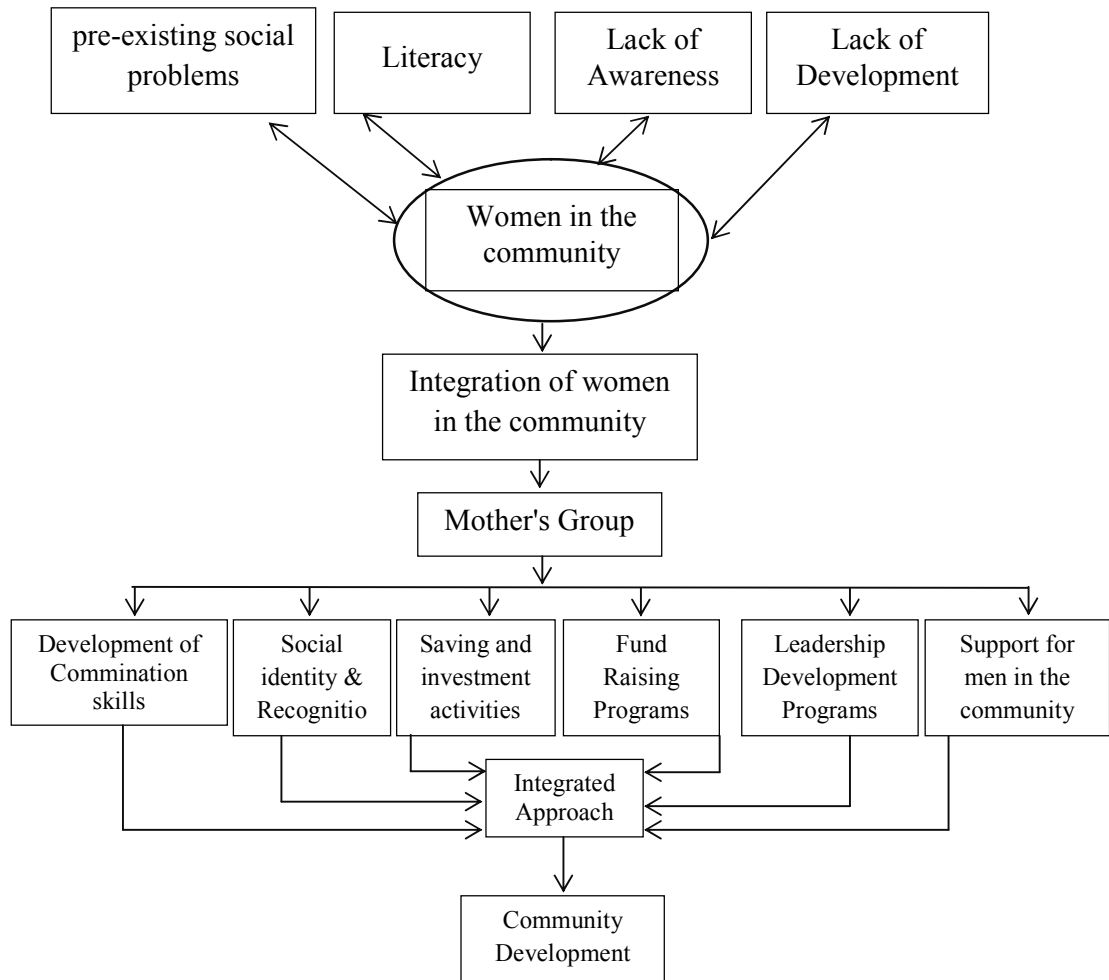 pre-existing social
problems
Literacy
Lack of
Awareness
Lack of
Development
Women in the
community
Integration of women
in the community
Mother's Group
Development of
Commination
skills
Social
identity &
Recognitio
Saving and
investment
activities
Fund
Raising
Programs
Leadership
Development
Programs
Support for
men in the
community
Integrated
Approach
Community
Development